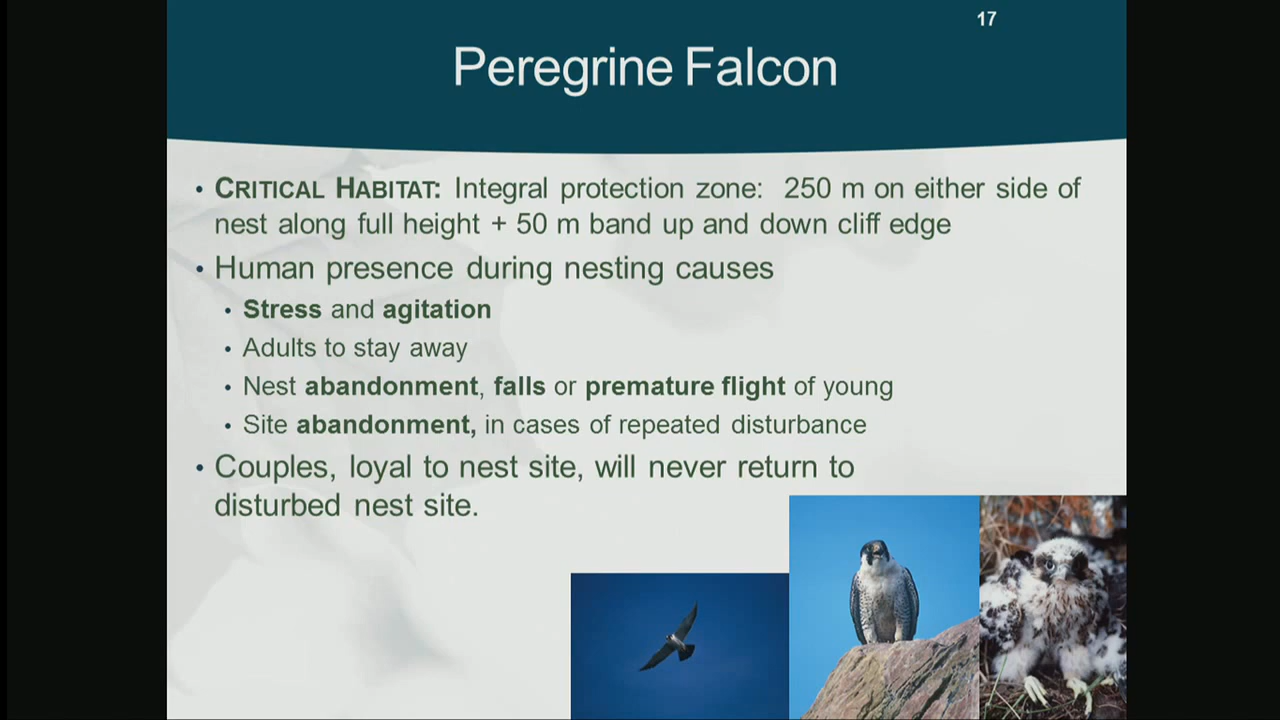 17
Peregrine Falcon
• CRITICAL HABITAT: Integral protection zone: 250 m on either side of
nest along full height + 50 m band up and down cliff edge
• Human presence during nesting causes
• Stress and agitation
• Adults to stay away
• Nest abandonment, falls or premature flight of young
• Site abandonment, in cases of repeated disturbance
• Couples, loyal to nest site, will never return to
disturbed nest site.